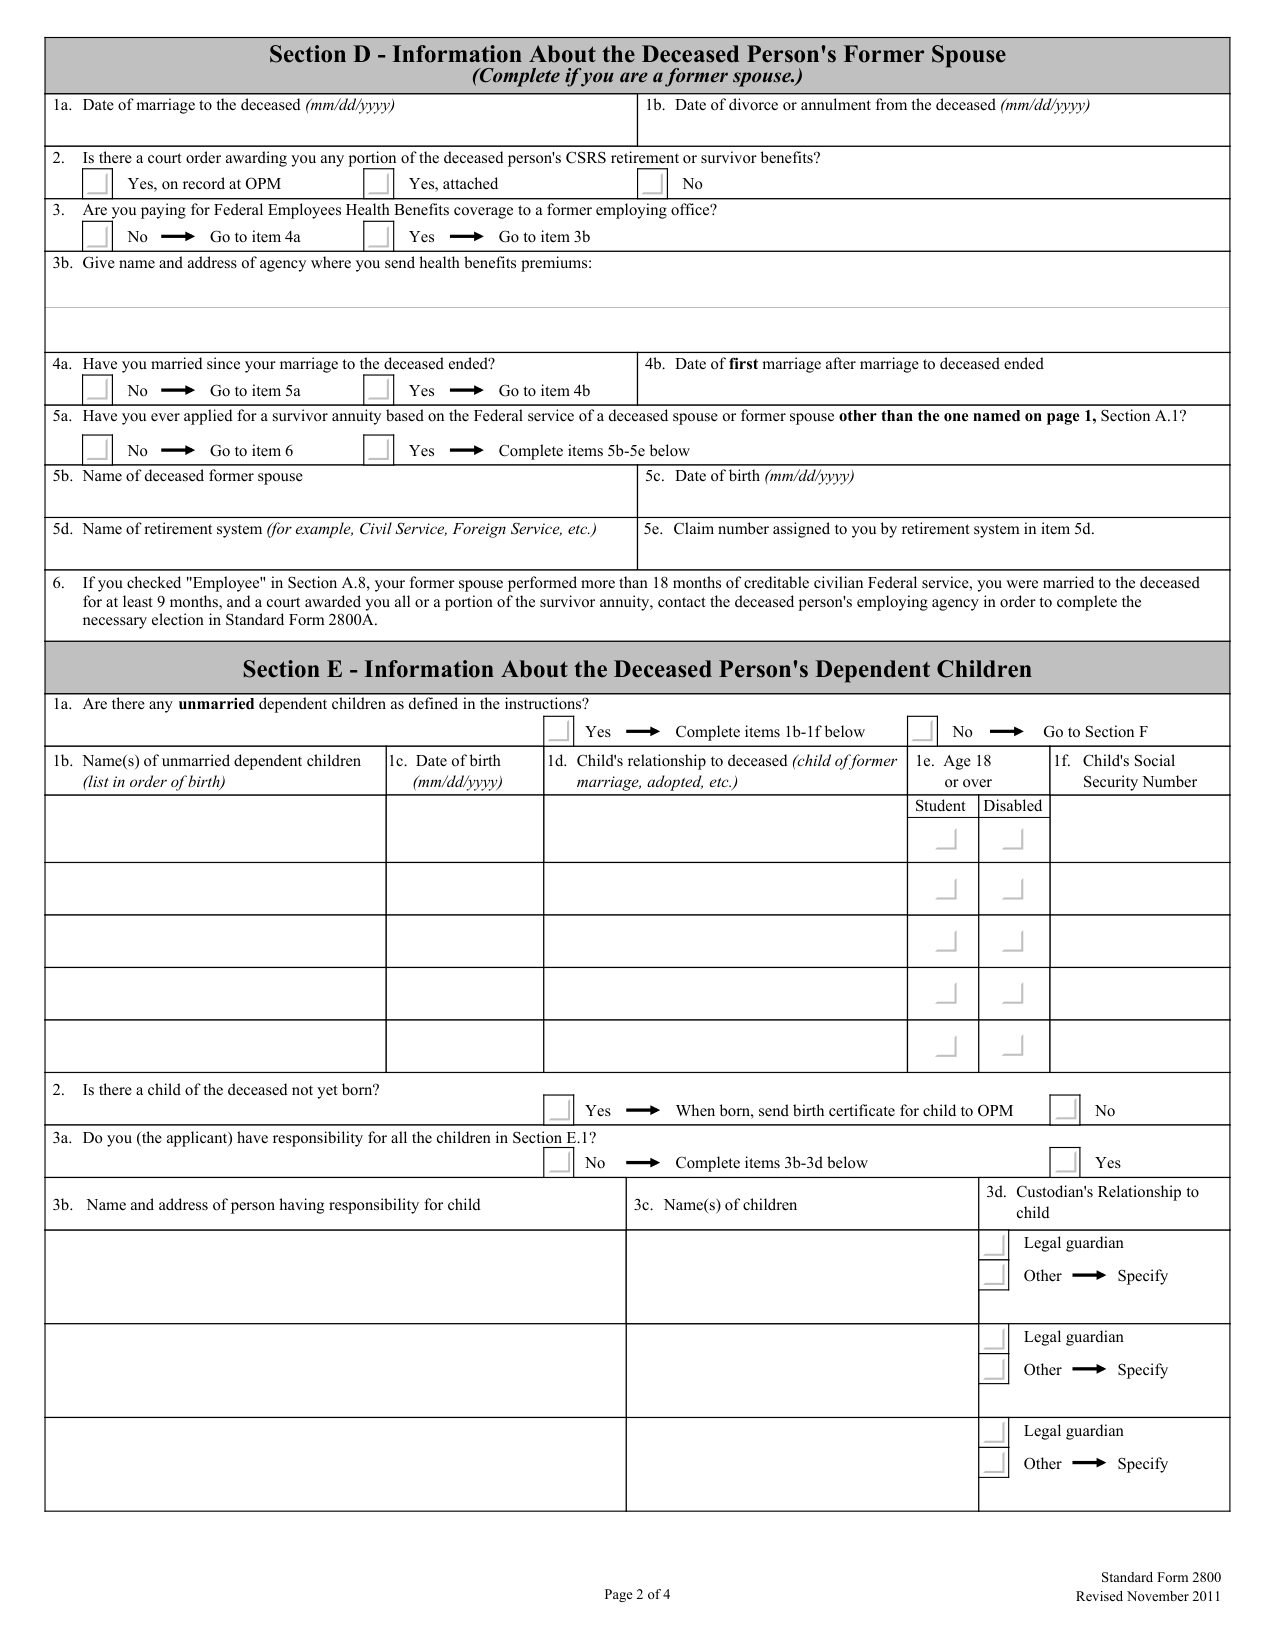 Section D - Information About the Deceased Person's Former Spouse
(Complete if you are a former spouse.)
1a. Date of marriage to the deceased (mm/dd/yyyy)
1b. Date of divorce or annulment from the deceased (mm/dd/yyyy)
2. Is there a court order awarding you any portion of the deceased person's CSRS retirement or survivor benefits?
Yes, on record at OPM Yes, attached No
3. Are you paying for Federal Employees Health Benefits coverage to a former employing office?
No Go to item 4a Yes Go to item 3b
3b. Give name and address of agency where you send health benefits premiums:
4a. Have you married since your marriage to the deceased ended?
No Go to item 5a Yes Go to item 4b
4b. Date of first marriage after marriage to deceased ended
5a. Have you ever applied for a survivor annuity based on the Federal service of a deceased spouse or former spouse other than the one named on page 1, Section A.1?
No Go to item 6 Yes Complete items 5b-5e below
5b. Name of deceased former spouse
5c. Date of birth (mm/dd/yyyy)
5d. Name of retirement system (for example, Civil Service, Foreign Service, etc.)
5e. Claim number assigned to you by retirement system in item 5d.
6. If you checked "Employee" in Section A.8, your former spouse performed more than 18 months of creditable civilian Federal service, you were married to the deceased
for at least 9 months, and a court awarded you all or a portion of the survivor annuity, contact the deceased person's employing agency in order to complete the
necessary election in Standard Form 2800A.
Section E - Information About the Deceased Person's Dependent Children
1a. Are there any unmarried dependent children as defined in the instructions?
Yes Complete items 1b-1f below No Go to Section F
1b. Name(s) of unmarried dependent children
(list in order of birth)
1c. Date of birth
(mm/dd/yyyy)
1d. Child's relationship to deceased (child of former
marriage, adopted, etc.)
1e. Age 18
or over
1f. Child's Social
Security Number
Student Disabled
2. Is there a child of the deceased not yet born?
Yes When born, send birth certificate for child to OPM No
3a. Do you (the applicant) have responsibility for all the children in Section E.1?
No Complete items 3b-3d below Yes
3b. Name and address of person having responsibility for child
3c. Name(s) of children
3d. Custodian's Relationship to
child
Legal guardian
Other Specify
Legal guardian
Other Specify
Legal guardian
Other Specify
Page 2 of 4
Standard Form 2800
Revised November 2011